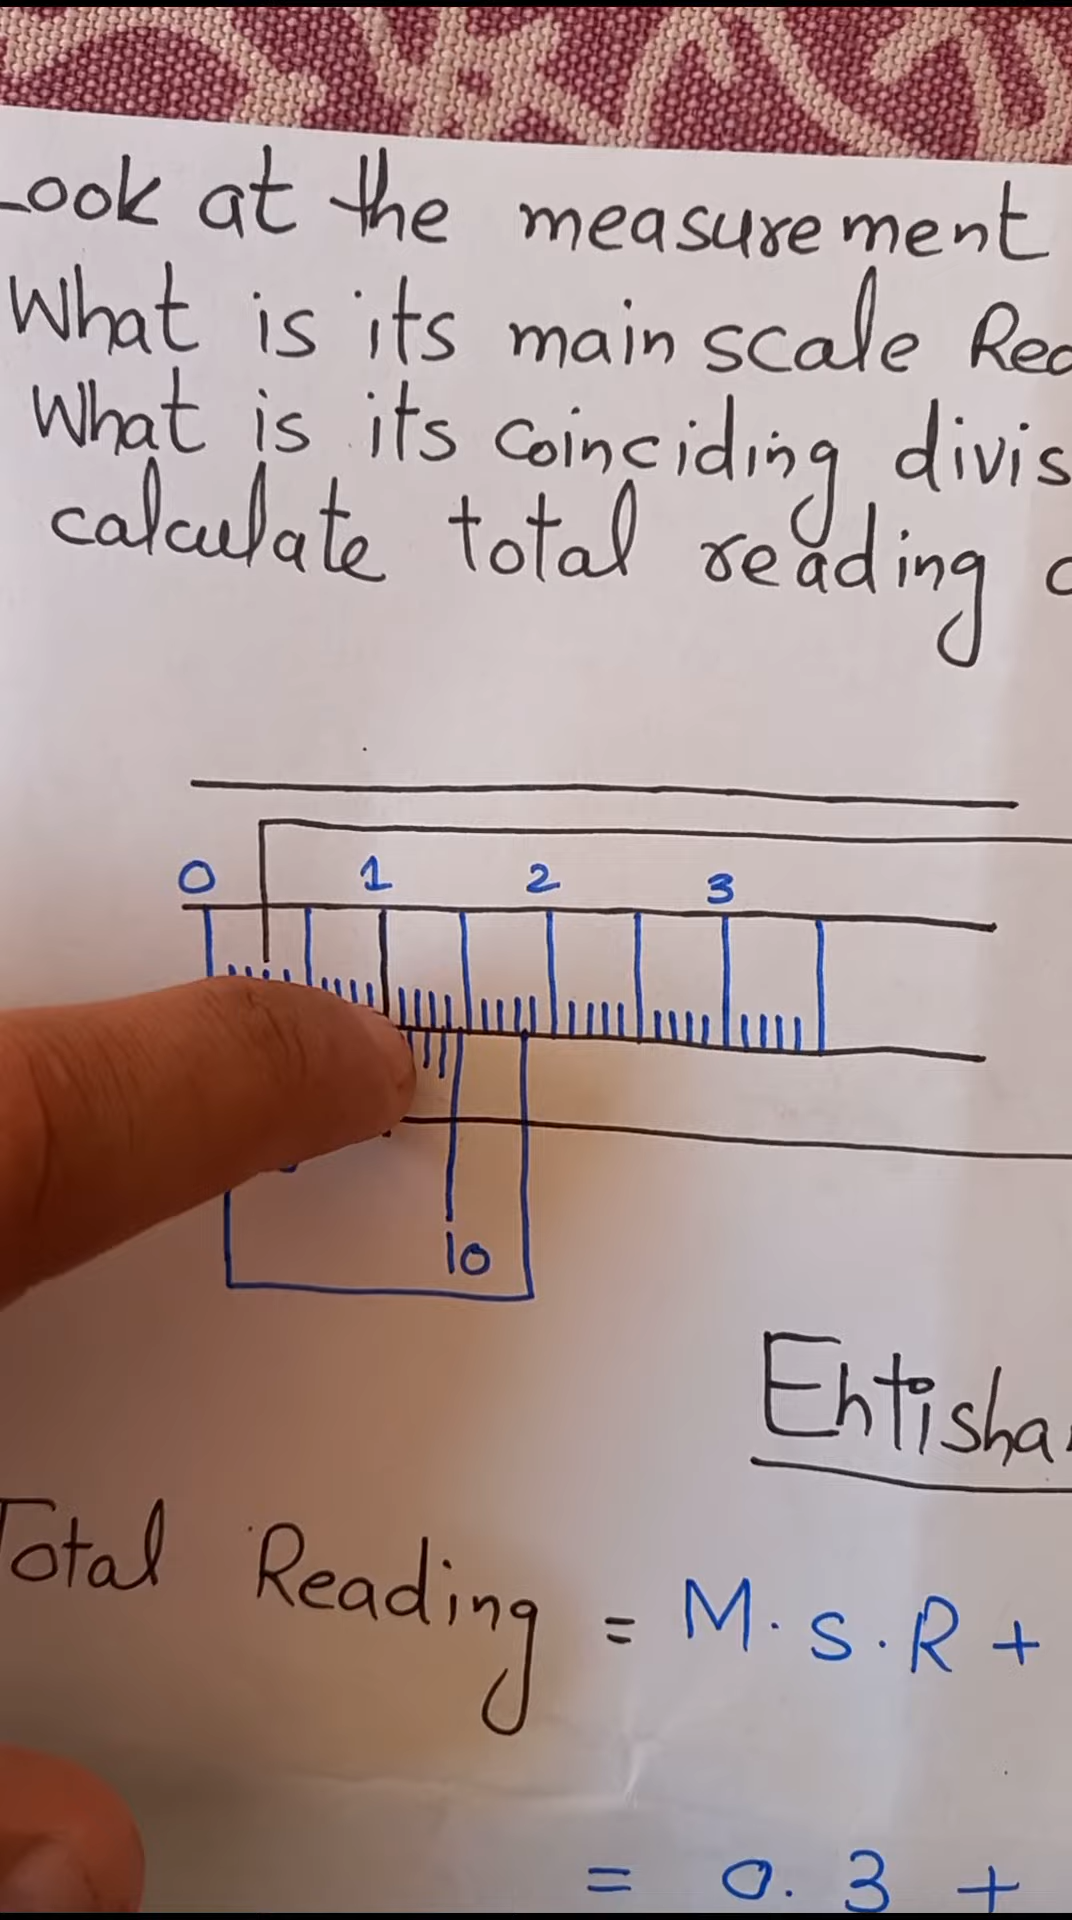 Look at the measurement
What is its main scale Rea
What is its coinciding divis
calculate total reading
0 1 2 3
10
Ehtisha
Total Reading = M.S.R +
= 0.3 +